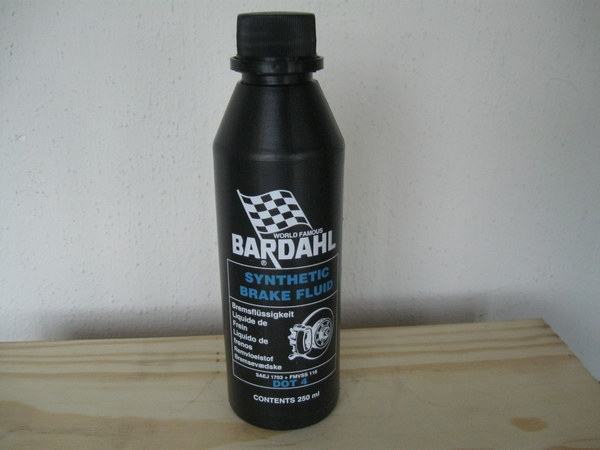 WORLD FAMOUS
BARDAHL
®
SYNTHETIC
BRAKE FLUID
Bremsflüssigkeit
Liquide de
Frein
Liquido de
frenos
Remvloeistof
Bremsevædske
SAEJ 1703 • FMVSS 116
DOT 4
CONTENTS 250 ml